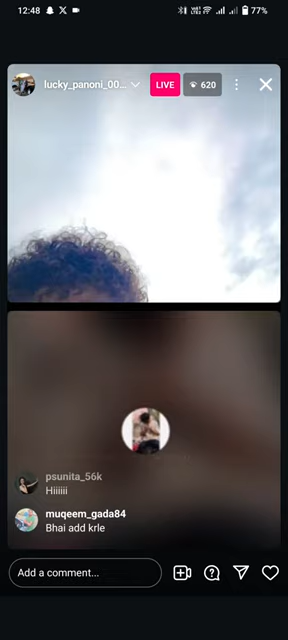 12:48
77%
lucky_panoni_00...
LIVE
620
psunita_56k
Hiiiiii
muqeem_gada84
Bhai add krle
Add a comment...